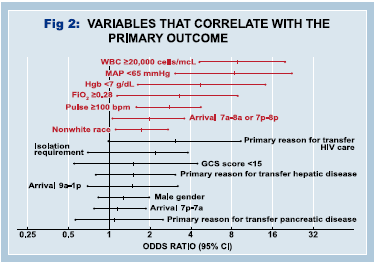 Fig 2: VARIABLES THAT CORRELATE WITH THE
PRIMARY OUTCOME
WBC ≥20,000 cells/mcL
MAP <65 mmHg
Hgb <7 g/dL
FiO₂ ≥0.28
Pulse ≥100 bpm
Arrival 7a-8a or 7p-8p
Nonwhite race
Primary reason for transfer
HIV care
Isolation
requirement
GCS score <15
Primary reason for transfer hepatic disease
Arrival 9a-1p
Male gender
Arrival 7p-7a
Primary reason for transfer pancreatic disease
0.25 0.5 1 2 4 8 16 32
ODDS RATIO (95% CI)